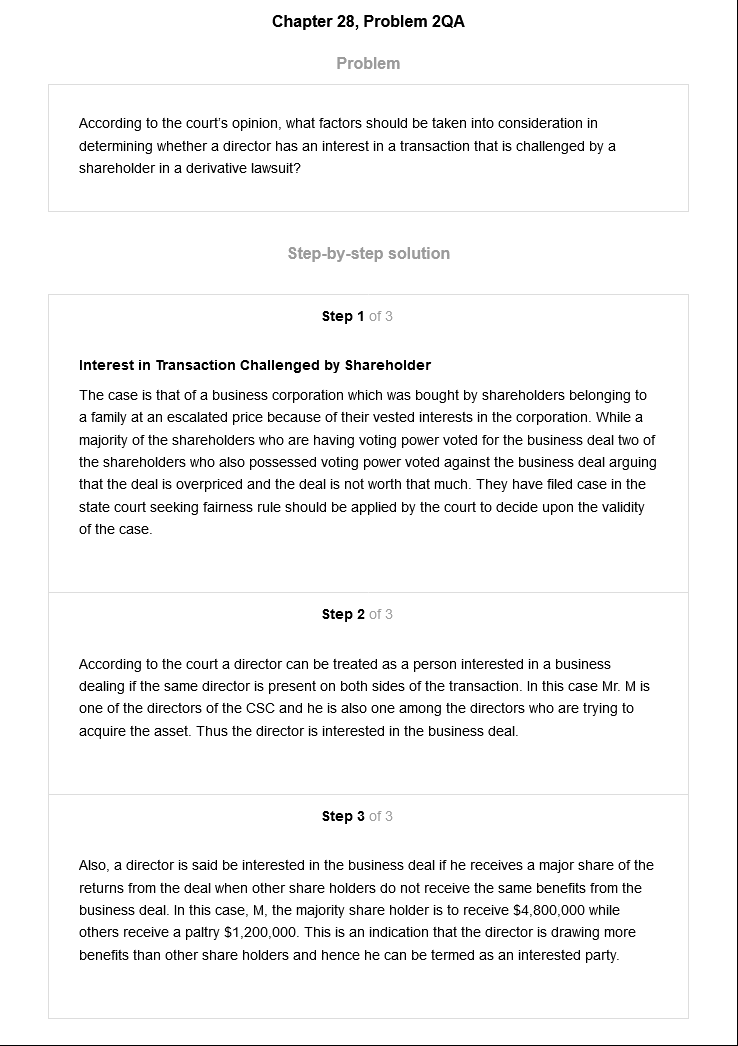 Chapter 28, Problem 2QA
Problem
According to the court's opinion, what factors should be taken into consideration in
determining whether a director has an interest in a transaction that is challenged by a
shareholder in a derivative lawsuit?
Step-by-step solution
Step 1 of 3
Interest in Transaction Challenged by Shareholder
The case is that of a business corporation which was bought by shareholders belonging to
a family at an escalated price because of their vested interests in the corporation. While a
majority of the shareholders who are having voting power voted for the business deal two of
the shareholders who also possessed voting power voted against the business deal arguing
that the deal is overpriced and the deal is not worth that much. They have filed case in the
state court seeking fairness rule should be applied by the court to decide upon the validity
of the case.
Step 2 of 3
According to the court a director can be treated as a person interested in a business
dealing if the same director is present on both sides of the transaction. In this case Mr. M is
one of the directors of the CSC and he is also one among the directors who are trying to
acquire the asset. Thus the director is interested in the business deal.
Step 3 of 3
Also, a director is said be interested in the business deal if he receives a major share of the
returns from the deal when other share holders do not receive the same benefits from the
business deal. In this case, M, the majority share holder is to receive $4,800,000 while
others receive a paltry $1,200,000. This is an indication that the director is drawing more
benefits than other share holders and hence he can be termed as an interested party.